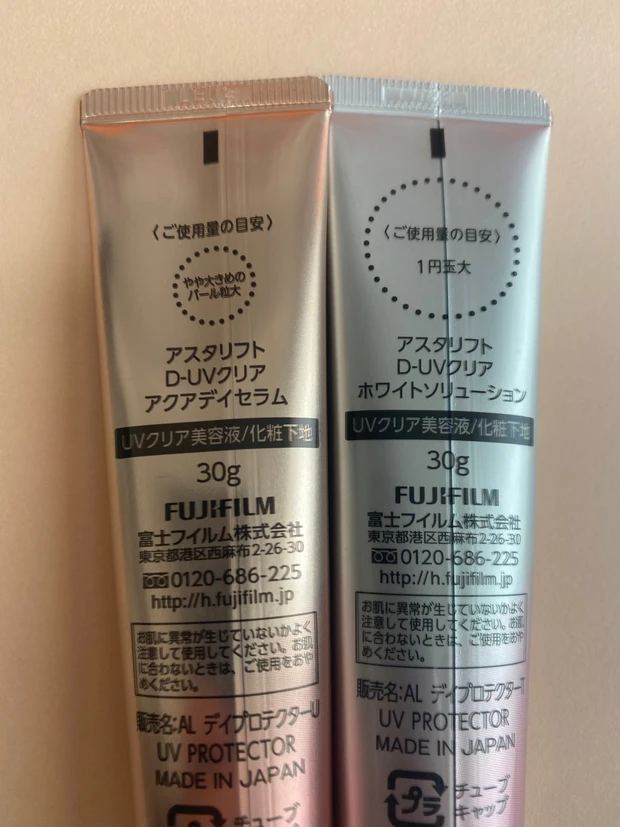 〈ご使用量の目安〉
やや大きめの
パール粒大
アスタリフト
D-UVクリア
アクアデイセラム
UVクリア美容液/化粧下地
30g
FUJIFILM
富士フイルム株式会社
東京都港区西麻布2-26-30
0120-686-225
http://h.fujifilm.jp
お肌に異常が生じていないかよく
注意して使用してください。お肌
に合わないときは、ご使用をおや
めください。
販売名:AL デイプロテクターU
UV PROTECTOR
MADE IN JAPAN
チューブ
〈ご使用量の目安〉
1円玉大
アスタリフト
D-UVクリア
ホワイトソリューション
UVクリア美容液/化粧下地
30g
FUJIFILM
富士フイルム株式会社
東京都港区西麻布2-26-30
0120-686-225
http://h.fujifilm.jp
お肌に異常が生じていないかよく
注意して使用してください。お肌
に合わないときは、ご使用をおや
めください。
販売名:AL デイプロテクターT
UV PROTECTOR
MADE IN JAPAN
プラ
チューブ
キャップ